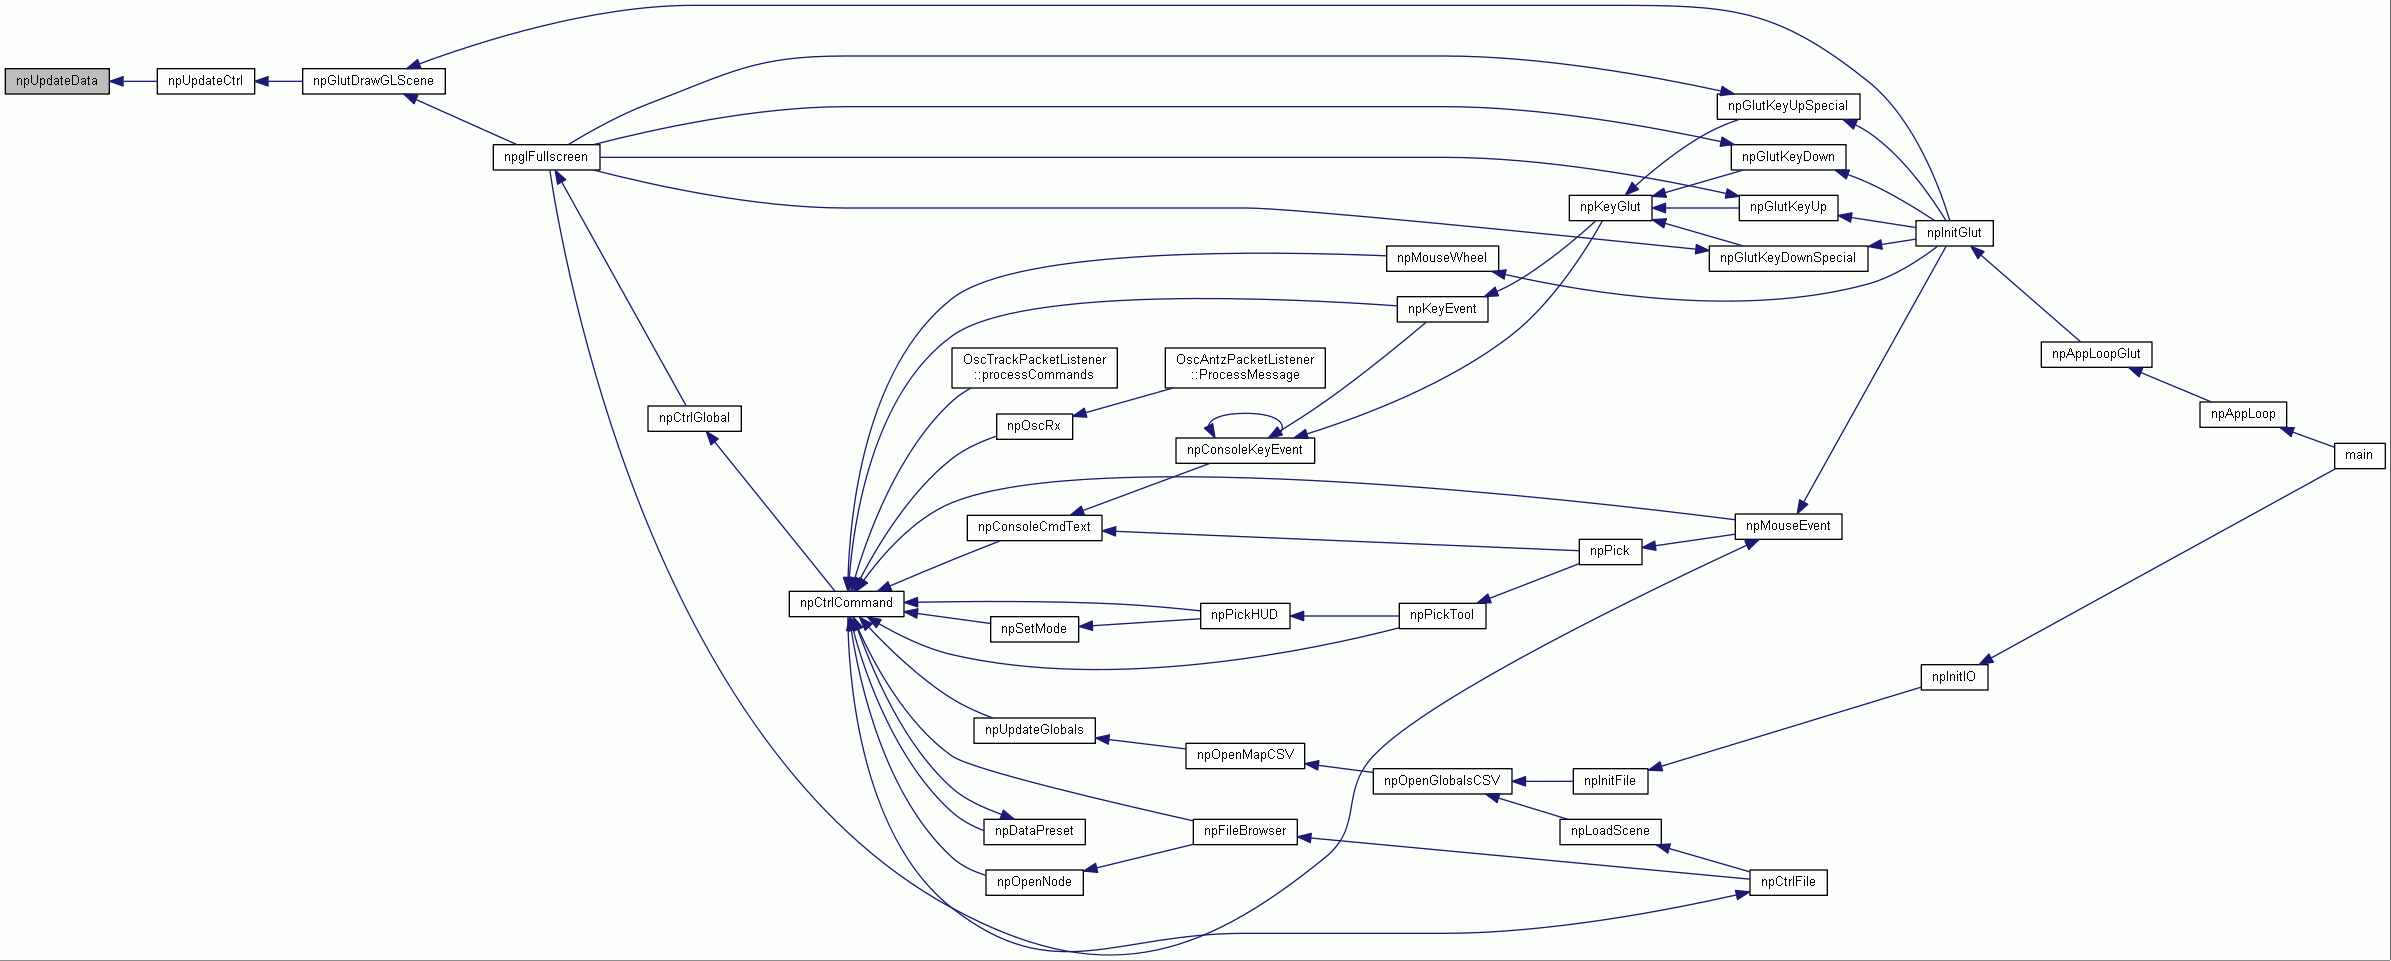 npUpdateData
npUpdateCtrl
npGlutDrawGLScene
npglFullscreen
npCtrlGlobal
npCtrlCommand
npMouseWheel
npKeyEvent
OscTrackPacketListener
::processCommands
npOscRx
OscAntzPacketListener
::ProcessMessage
npConsoleKeyEvent
npConsoleCmdText
npPickHUD
npSetMode
npPickTool
npPick
npMouseEvent
npUpdateGlobals
npOpenMapCSV
npOpenGlobalsCSV
npInitFile
npLoadScene
npDataPreset
npFileBrowser
npOpenNode
npCtrlFile
npKeyGlut
npGlutKeyUpSpecial
npGlutKeyDown
npGlutKeyUp
npGlutKeyDownSpecial
npInitGlut
npAppLoopGlut
npAppLoop
main
npInitIO